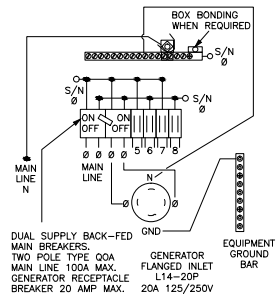 BOX BONDING
WHEN REQUIRED
S/N
Ø
S/N
Ø
S/N
Ø
ON
OFF
ON
OFF
5 6 7 8
Ø Ø Ø Ø
MAIN
LINE
N
MAIN
LINE
Ø
N
Ø
GND
DUAL SUPPLY BACK-FED
MAIN BREAKERS.
TWO POLE TYPE QOA
MAIN LINE 100A MAX.
GENERATOR RECEPTACLE
BREAKER 20 AMP MAX.
GENERATOR
FLANGED INLET
L14-20P
20A 125/250V
EQUIPMENT
GROUND
BAR